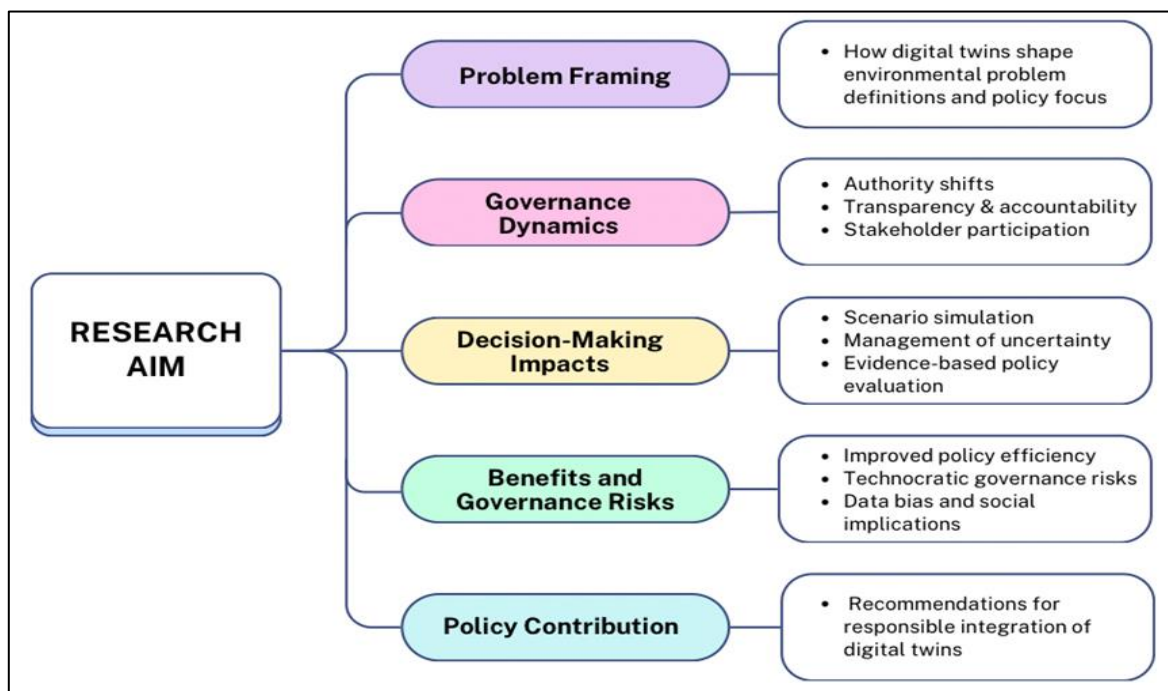 RESEARCH
AIM
Problem Framing
• How digital twins shape
environmental problem
definitions and policy focus
Governance
Dynamics
• Authority shifts
• Transparency & accountability
• Stakeholder participation
Decision-Making
Impacts
• Scenario simulation
• Management of uncertainty
• Evidence-based policy
evaluation
Benefits and
Governance Risks
• Improved policy efficiency
• Technocratic governance risks
• Data bias and social
implications
Policy Contribution
• Recommendations for
responsible integration of
digital twins